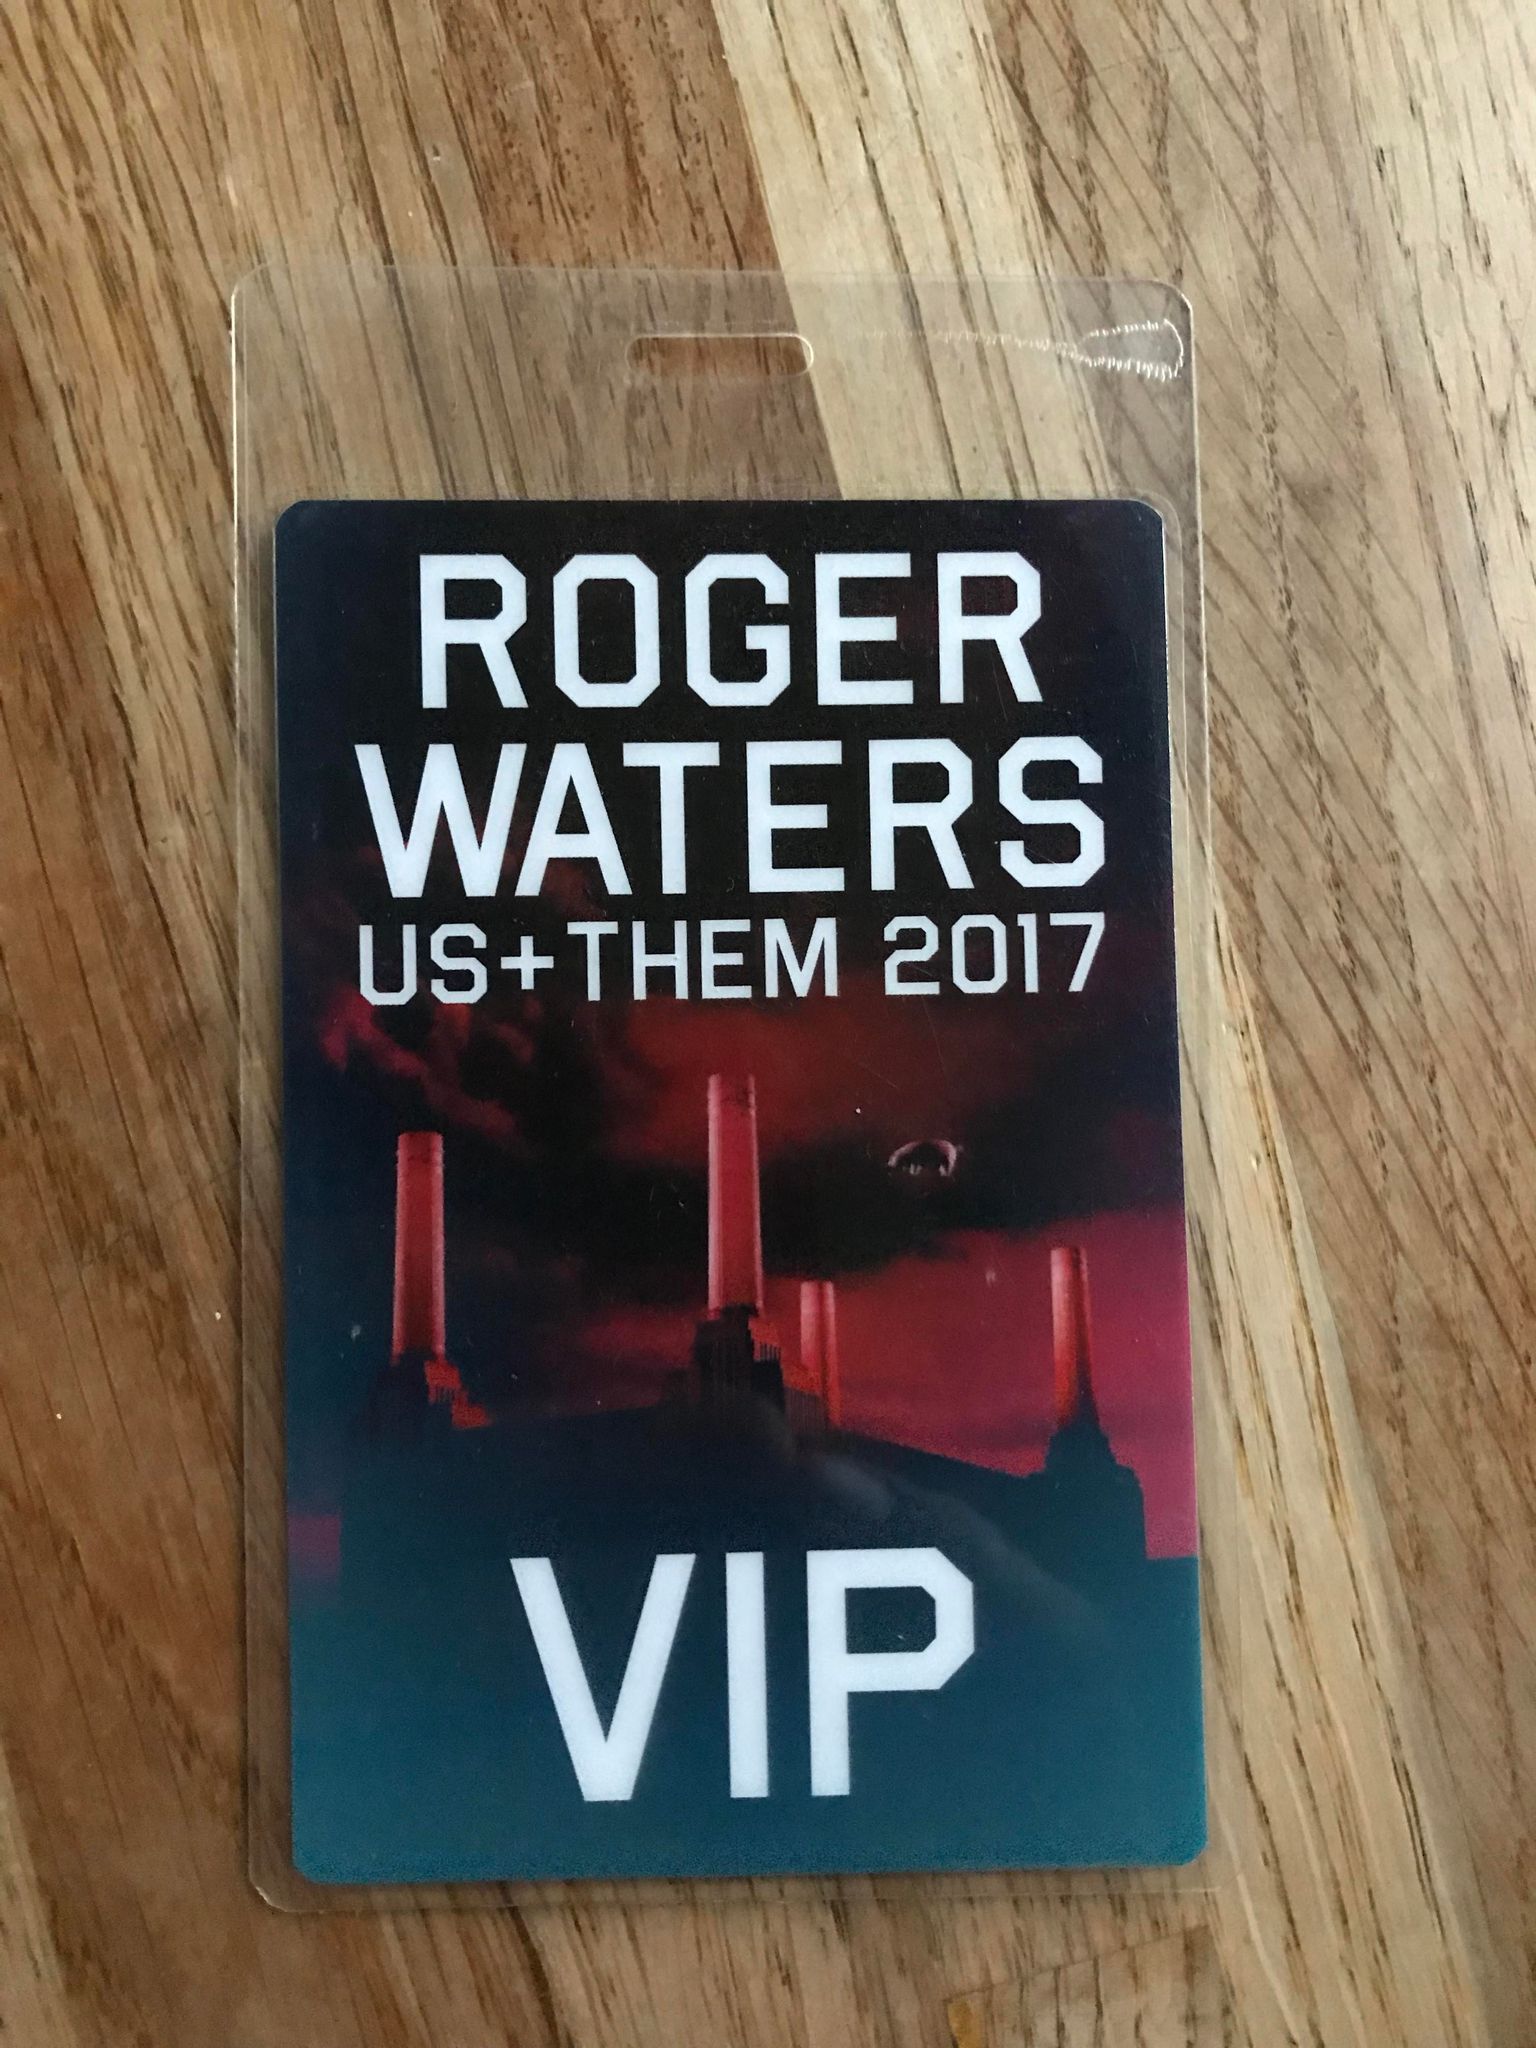 ROGER
WATERS
US+THEM 2017
VIP